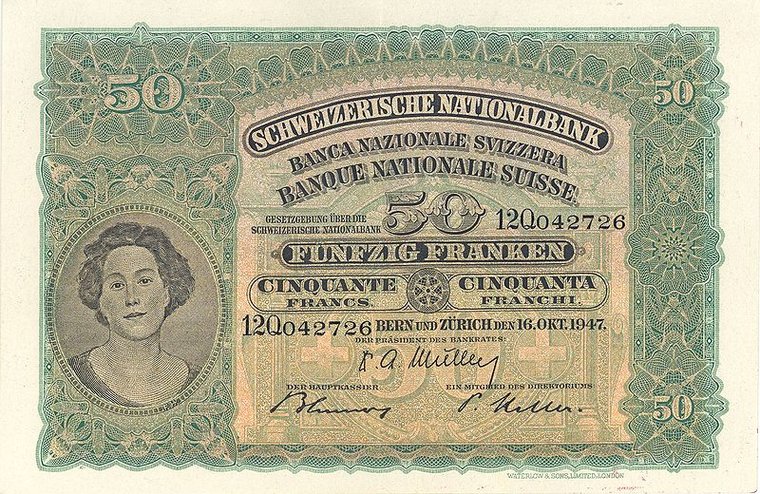 50
50
SCHWEIZERISCHE NATIONALBANK
BANCA NAZIONALE SVIZZERA
BANQUE NATIONALE SUISSE.
GESETZGEBUNG ÜBER DIE
SCHWEIZERISCHE NATIONALBANK
50
12Q042726
FÜNFZIG FRANKEN
CINQUANTE
FRANCS.
CINQUANTA
FRANCHI.
12Q042726
BERN UND ZÜRICH DEN 16. OKT. 1947.
DER PRÄSIDENT DES BANKRATES:
DER HAUPTKASSIER
EIN MITGLIED DES DIREKTORIUMS
50
WATERLOW & SONS, LIMITED, LONDON